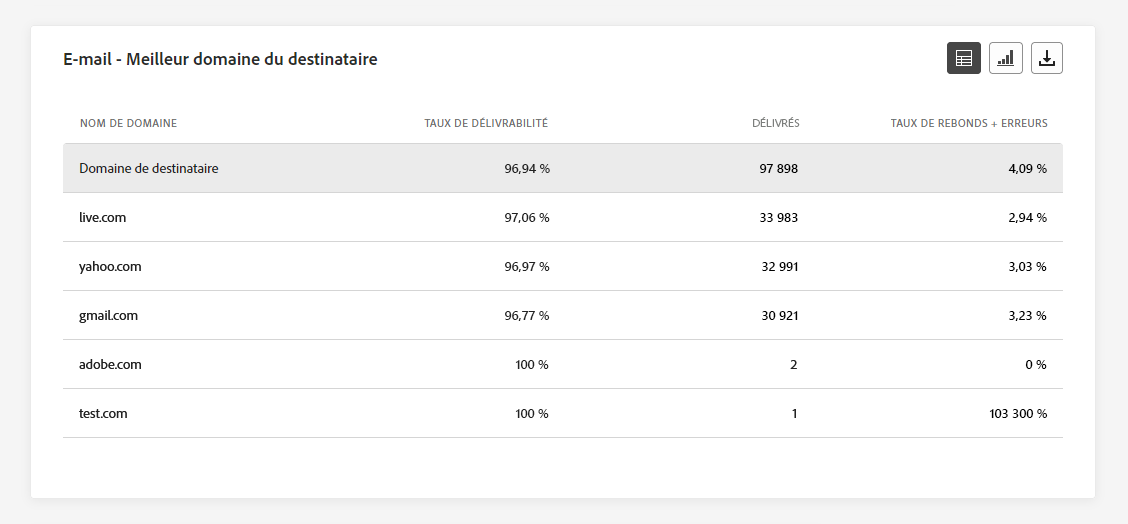 E-mail - Meilleur domaine du destinataire
NOM DE DOMAINE TAUX DE DÉLIVRABILITÉ DÉLIVRÉS TAUX DE REBONDS + ERREURS
Domaine de destinataire 96,94 % 97 898 4,09 %
live.com 97,06 % 33 983 2,94 %
yahoo.com 96,97 % 32 991 3,03 %
gmail.com 96,77 % 30 921 3,23 %
adobe.com 100 % 2 0 %
test.com 100 % 1 103 300 %